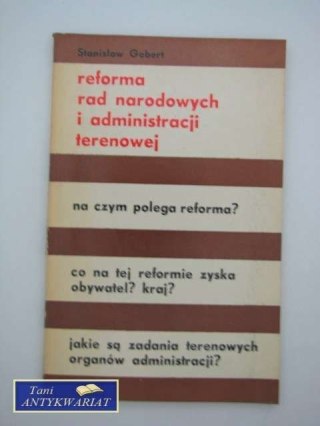 Stanisław Gebert
reforma
rad narodowych
i administracji
terenowej
na czym polega reforma?
co na tej reformie zyska
obywatel? kraj?
jakie są zadania terenowych
organów administracji?
Tani
ANTYKWARIAT